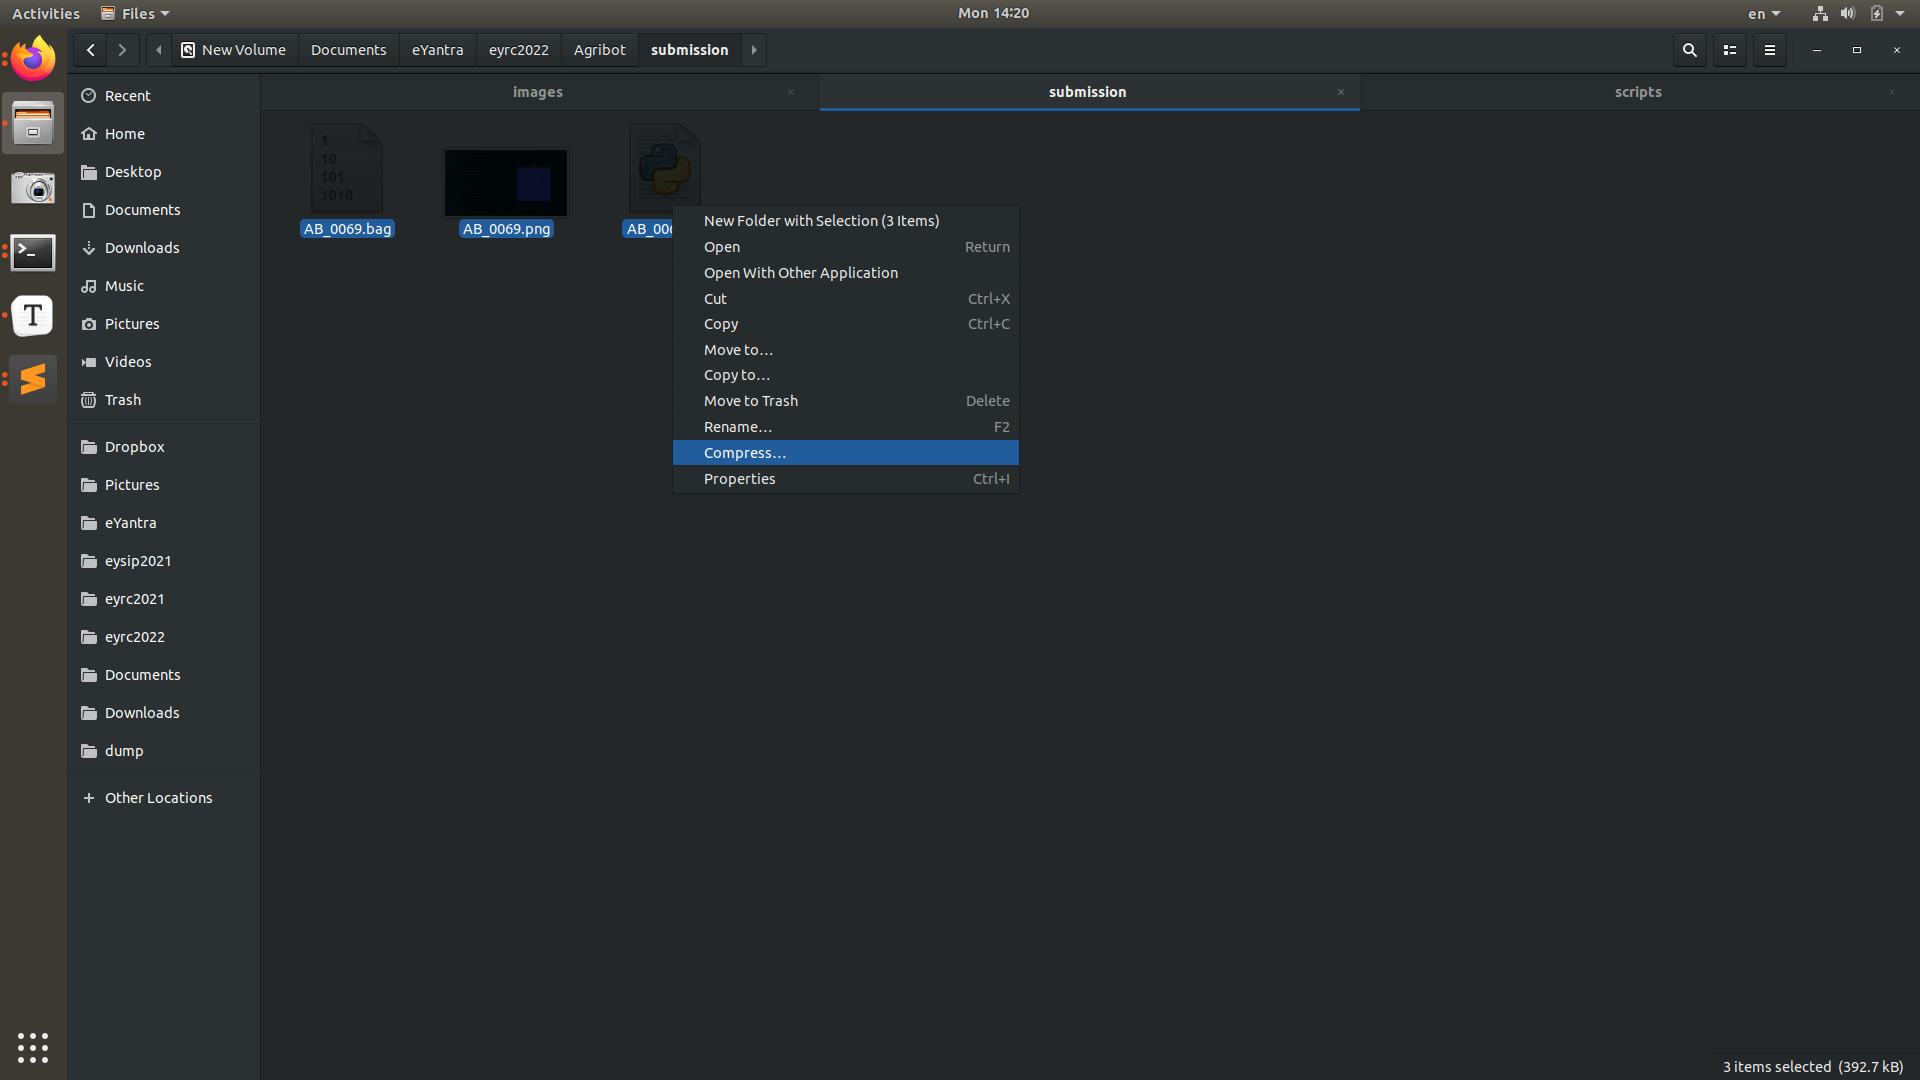 Activities
Files
Mon 14:20
en
New Volume
Documents
eYantra
eyrc2022
Agribot
submission
images
submission
scripts
Recent
Home
Desktop
Documents
Downloads
Music
Pictures
Videos
Trash
Dropbox
Pictures
eYantra
eysip2021
eyrc2021
eyrc2022
Documents
Downloads
dump
Other Locations
1
10
101
1010
AB_0069.bag
AB_0069.png
New Folder with Selection (3 Items)
Open Return
Open With Other Application
Cut Ctrl+X
Copy Ctrl+C
Move to…
Copy to…
Move to Trash Delete
Rename… F2
Compress…
Properties Ctrl+I
3 items selected (392.7 kB)